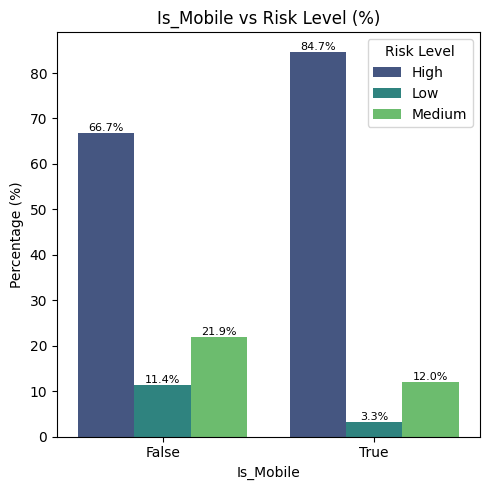 Is_Mobile vs Risk Level (%)
Risk Level
High
Low
Medium
Percentage (%)
80
70
60
50
40
30
20
10
0
66.7%
11.4%
21.9%
84.7%
3.3%
12.0%
False
True
Is_Mobile